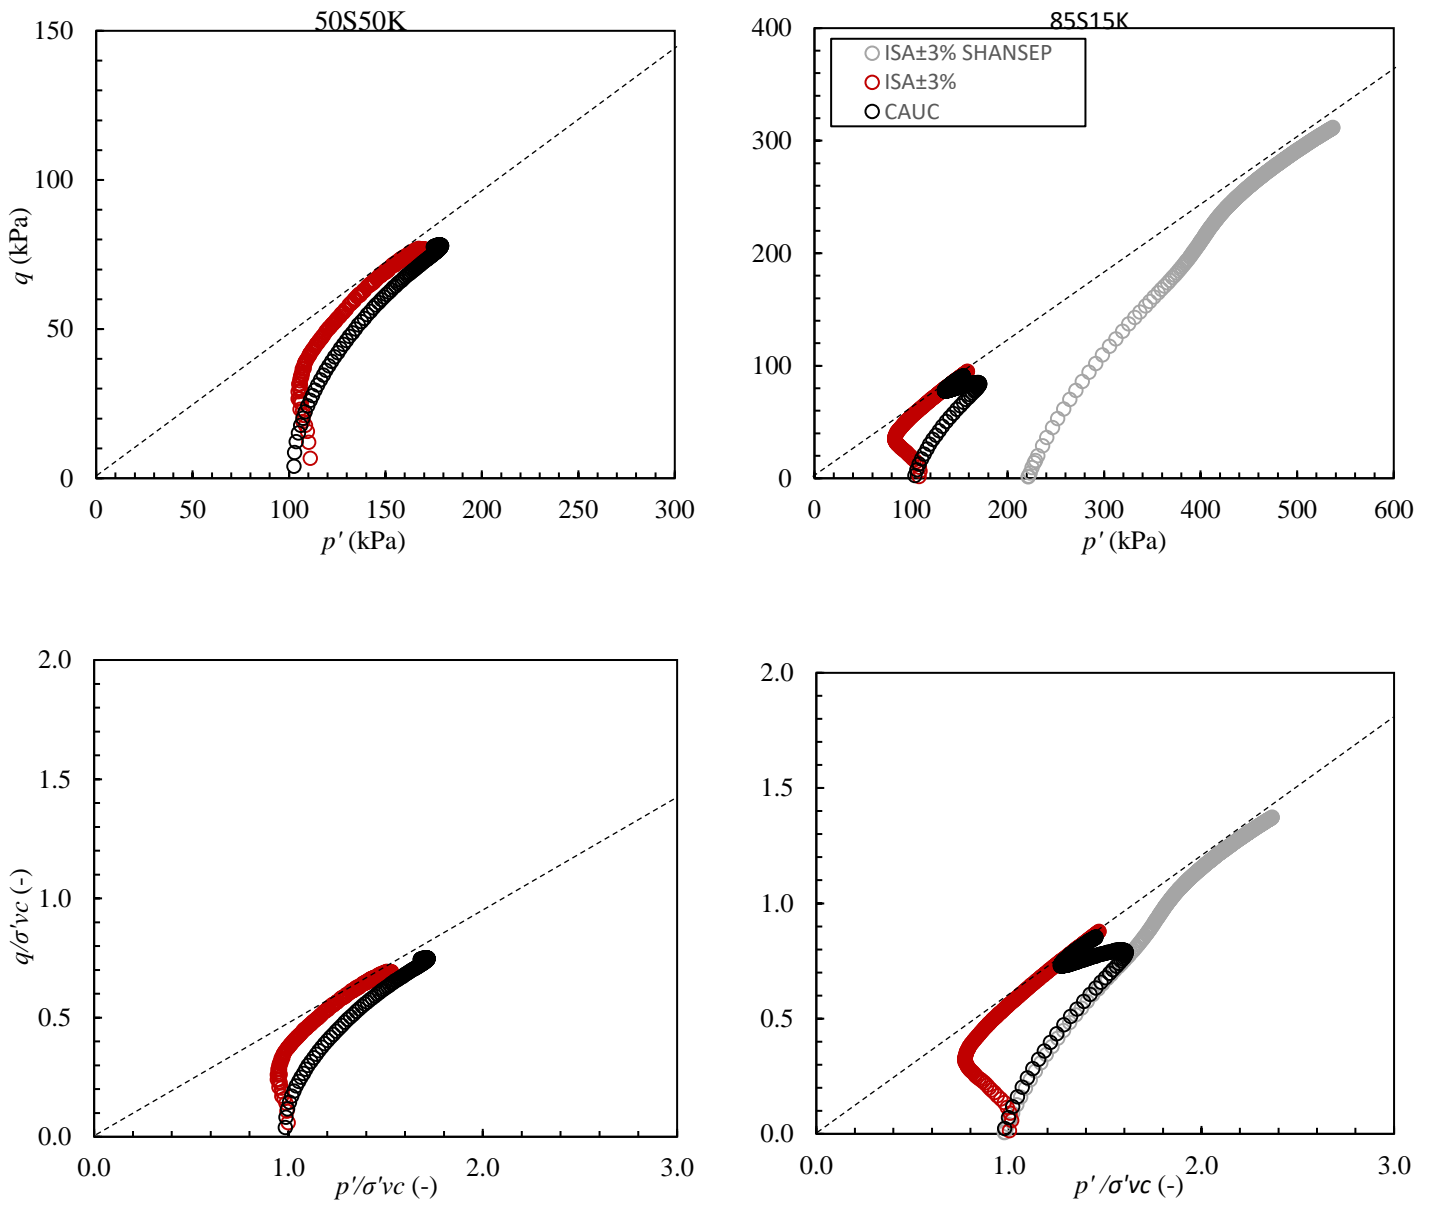 50S50K
150
100
50
0
q (kPa)
0 50 100 150 200 250 300
p' (kPa)
85S15K
400
300
200
100
0
ISA±3% SHANSEP
ISA±3%
CAUC
0 100 200 300 400 500 600
p' (kPa)
2.0
1.5
1.0
0.5
0.0
q/σ'vc (-)
0.0 1.0 2.0 3.0
p'/σ'vc (-)
2.0
1.5
1.0
0.5
0.0
0.0 1.0 2.0 3.0
p' /σ'vc (-)